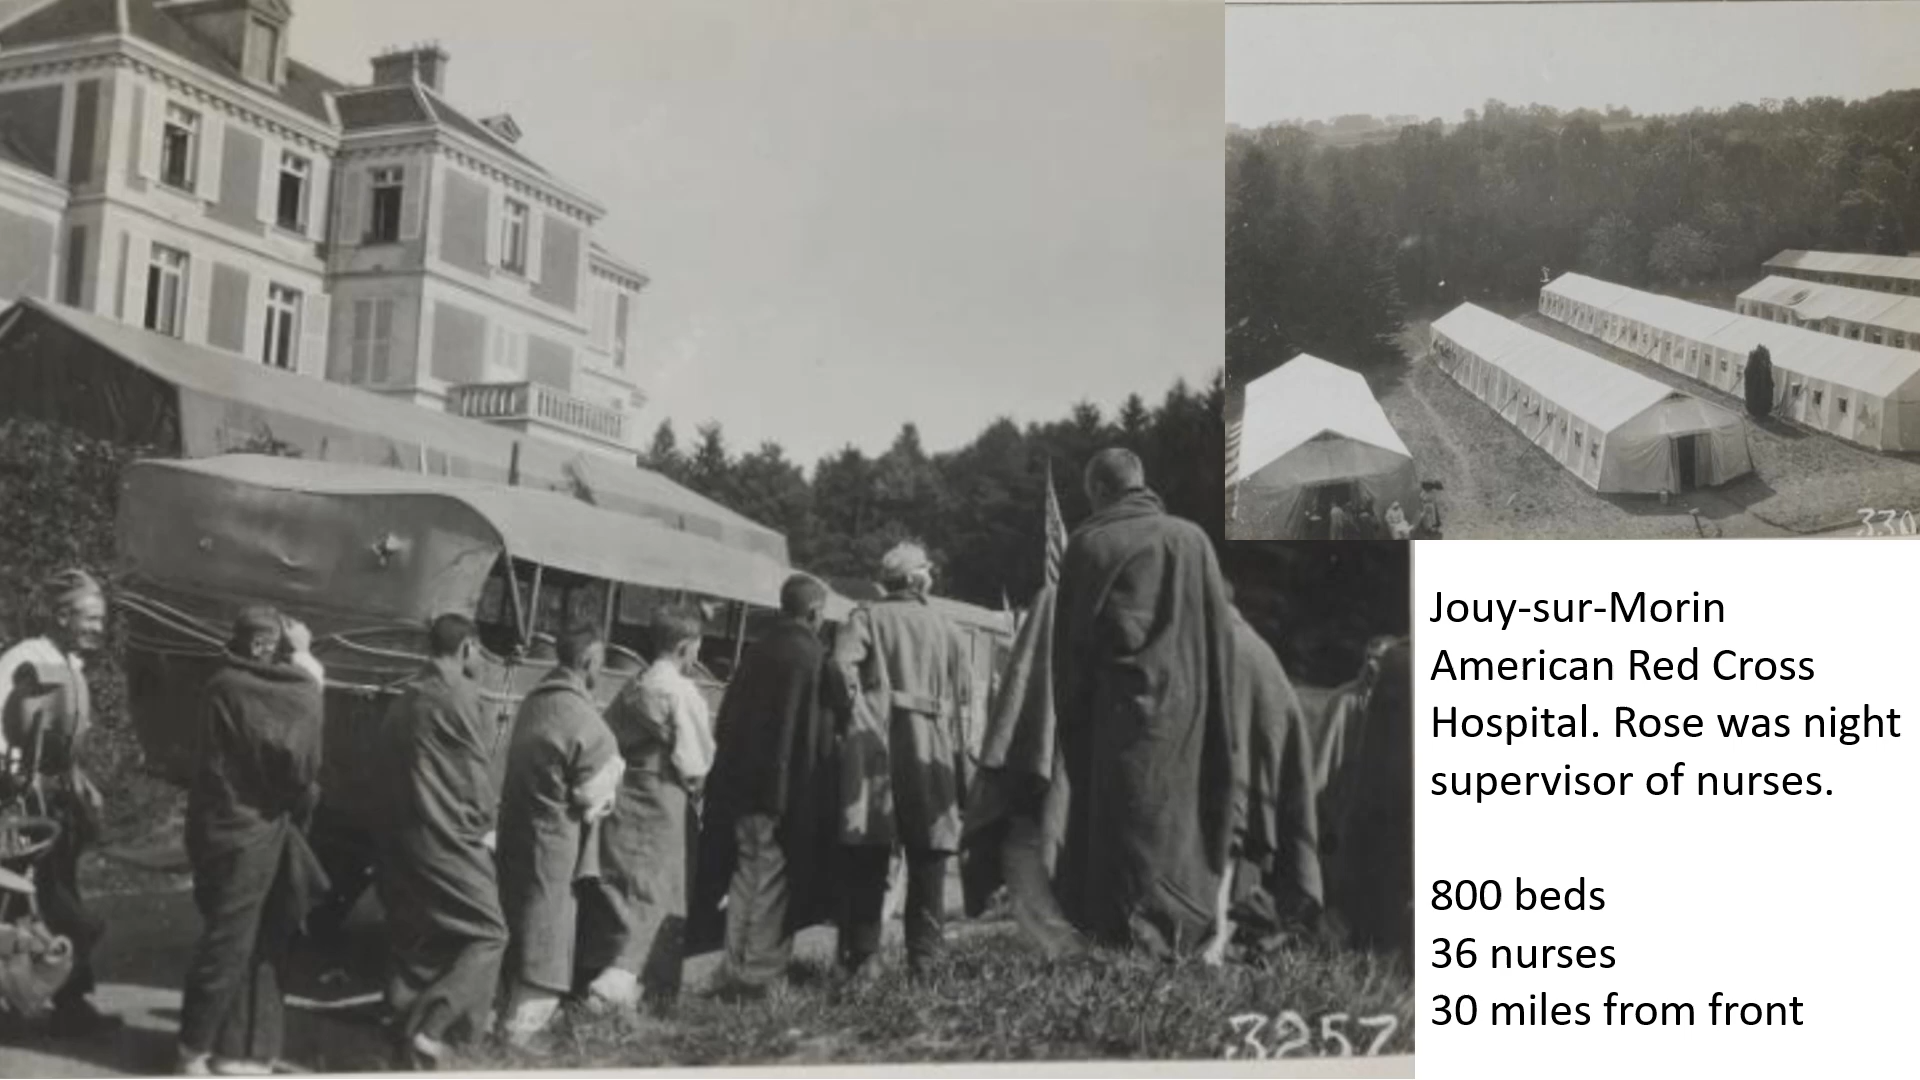 Jouy-sur-Morin
American Red Cross
Hospital. Rose was night
supervisor of nurses.
800 beds
36 nurses
30 miles from front
3257